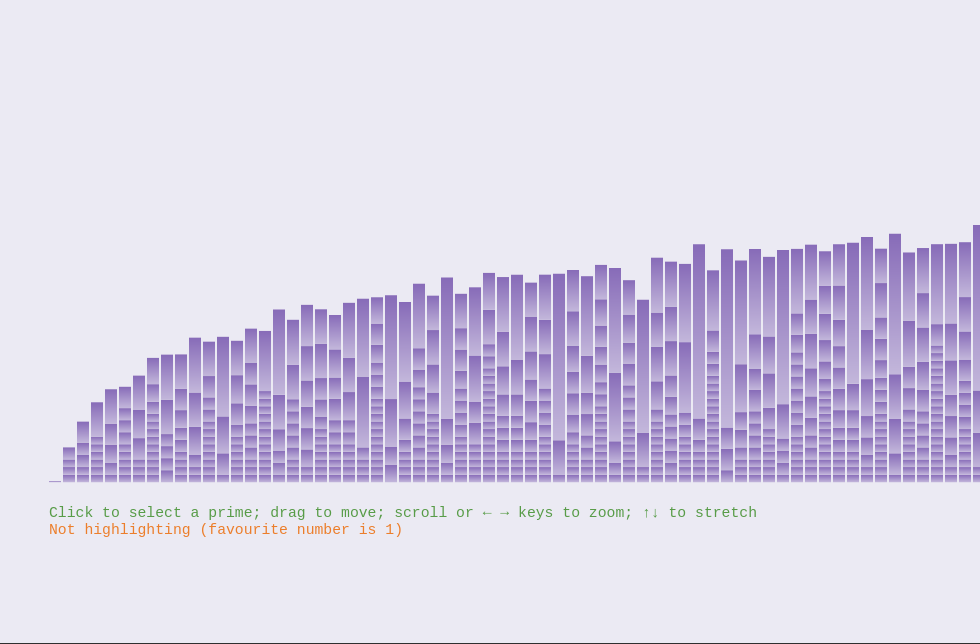 Click to select a prime; drag to move; scroll or ← → keys to zoom; ↑↓ to stretch
Not highlighting (favourite number is 1)